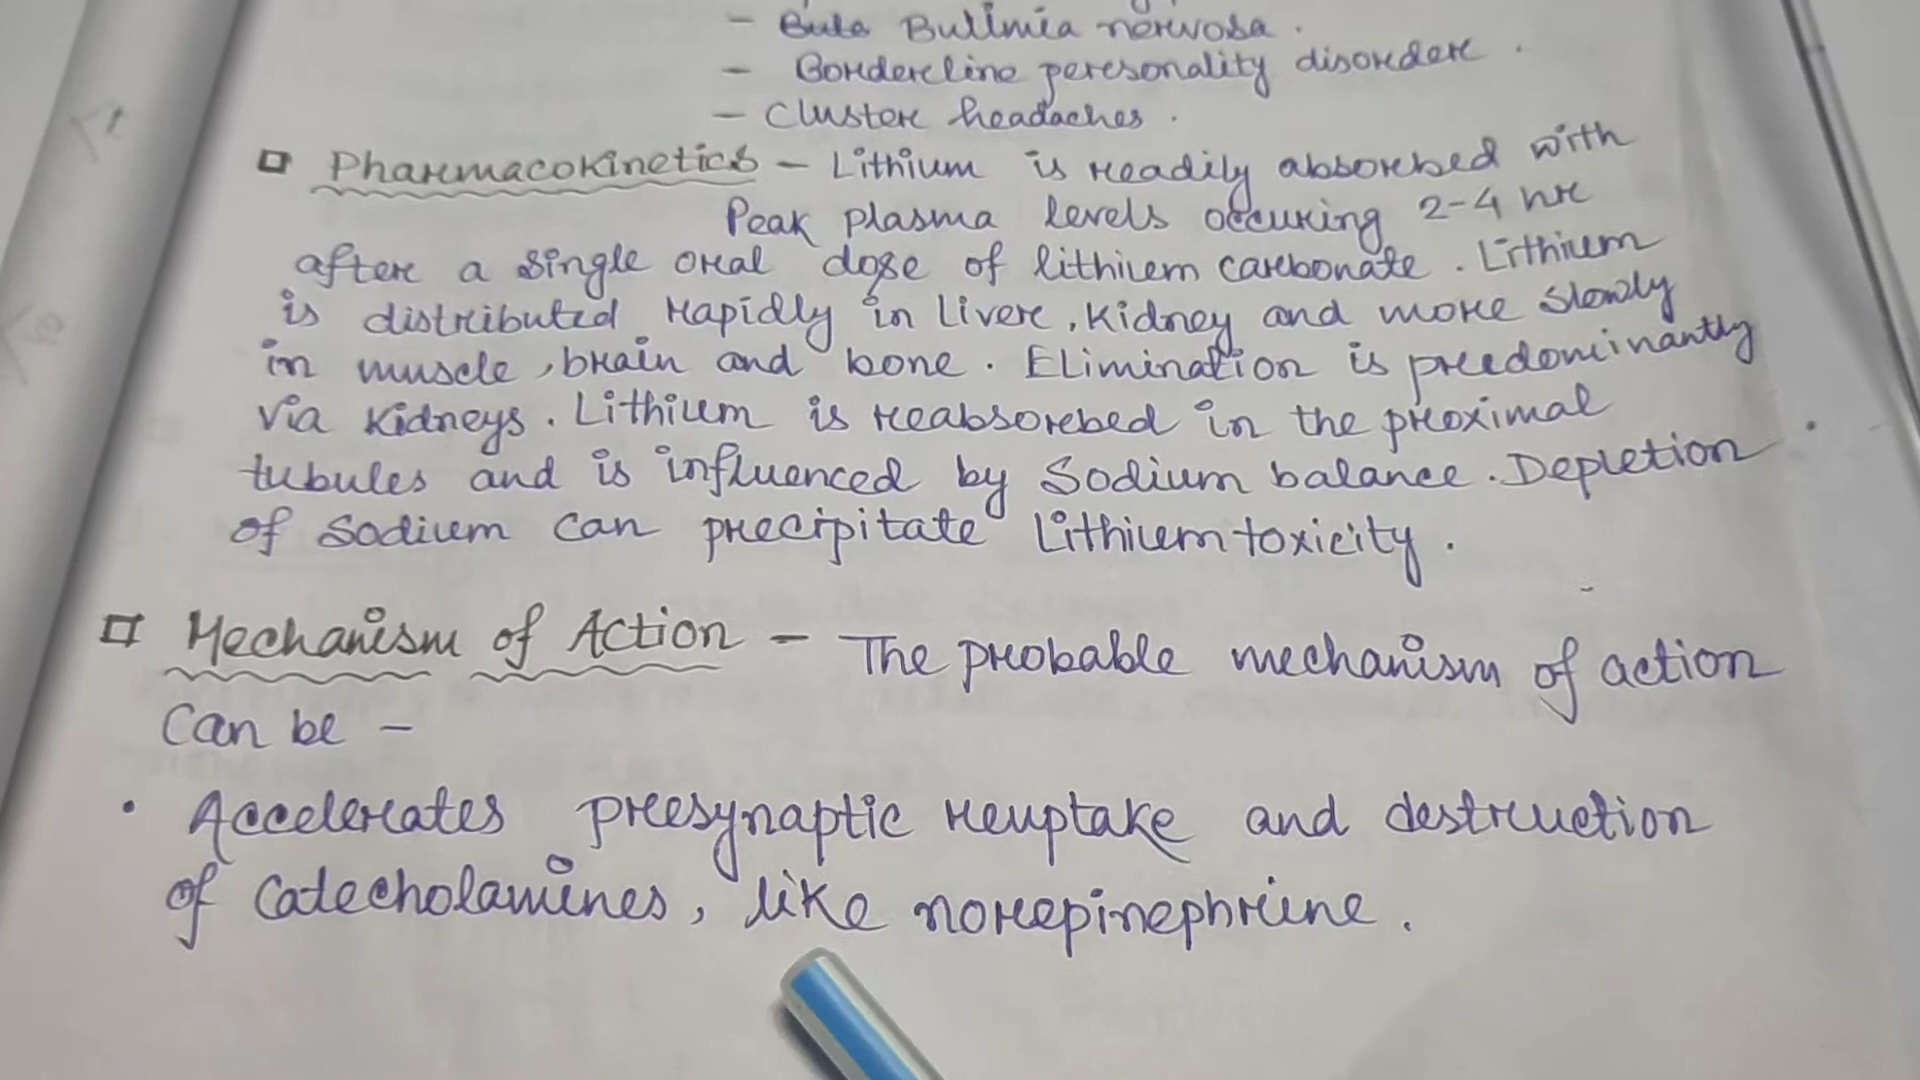 - Bulimia nervosa.
- Borderline personality disorder.
- Cluster headaches.
Pharmacokinetics - Lithium is readily absorbed with
Peak plasma levels occuring 2-4 hr
after a single oral dose of lithium carbonate. Lithium
is distributed rapidly in liver, kidney and more slowly
in muscle, brain and bone. Elimination is predominantly
via kidneys. Lithium is reabsorbed in the proximal
tubules and is influenced by Sodium balance. Depletion
of sodium can precipitate lithium toxicity.
Mechanism of Action - The probable mechanism of action
Can be -
• Accelerates presynaptic reuptake and destruction
of catecholamines, like norepinephrine.